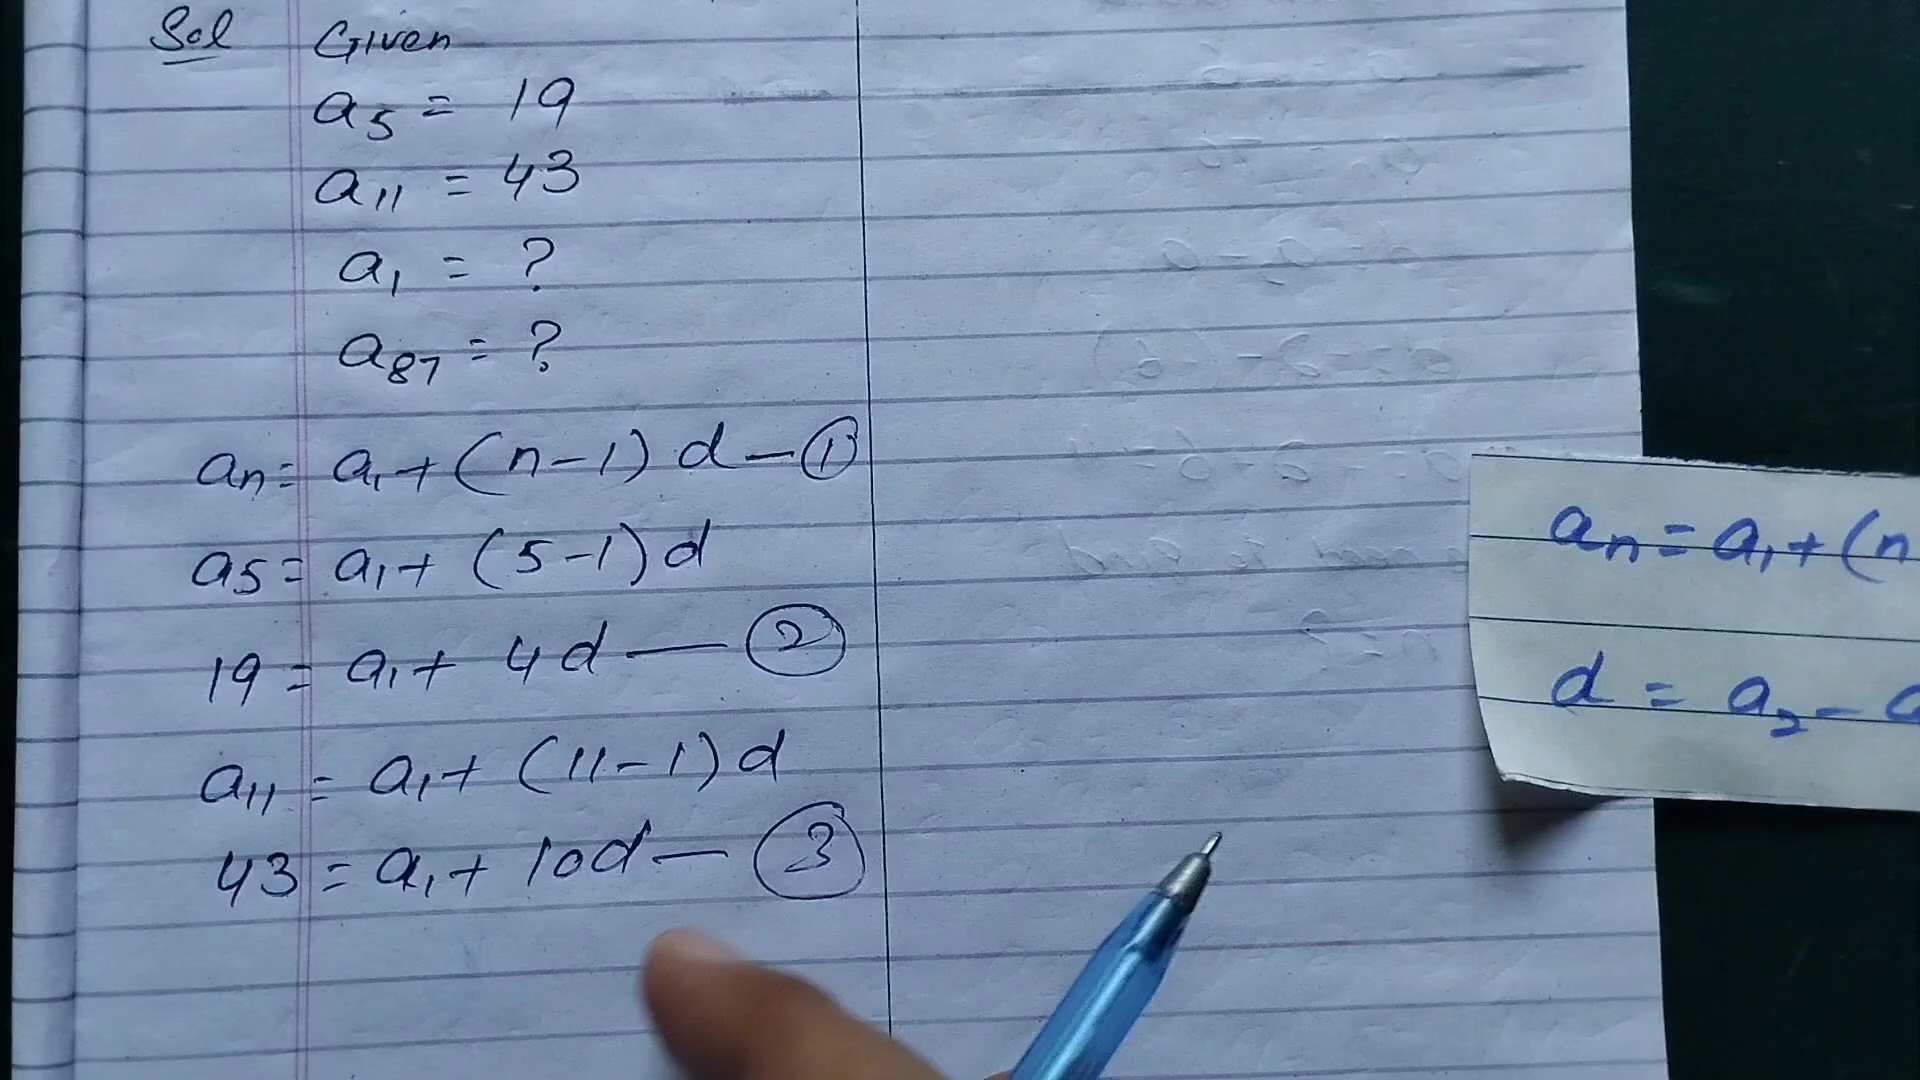 Sol Given
a5 = 19
a11 = 43
a1 = ?
a87 = ?
an = a1 + (n-1) d — ①
a5 = a1 + (5-1) d
19 = a1 + 4d — ②
a11 = a1 + (11-1) d
43 = a1 + 10d — ③
an = a1 + (n
d = a2 -